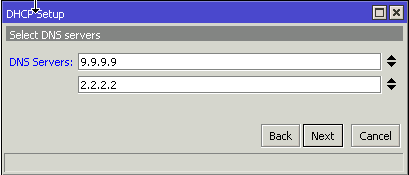 DHCP Setup
Select DNS servers
DNS Servers: 9.9.9.9
2.2.2.2
Back Next Cancel